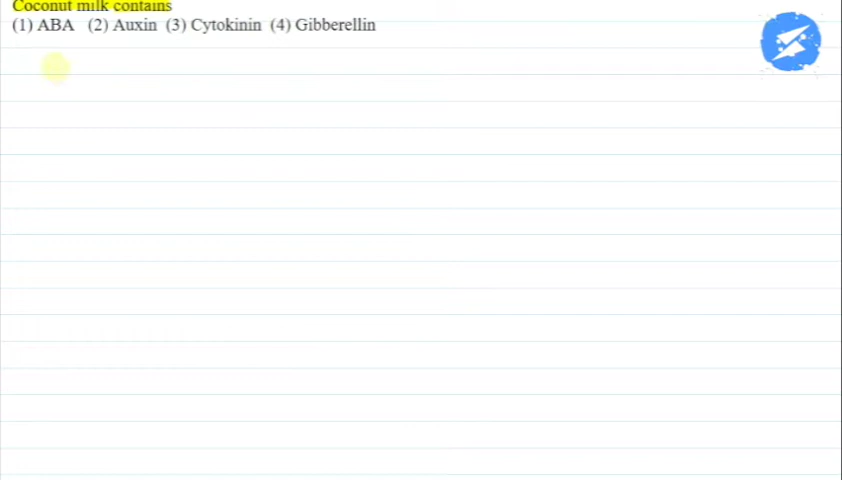 Coconut milk contains
(1) ABA (2) Auxin (3) Cytokinin (4) Gibberellin